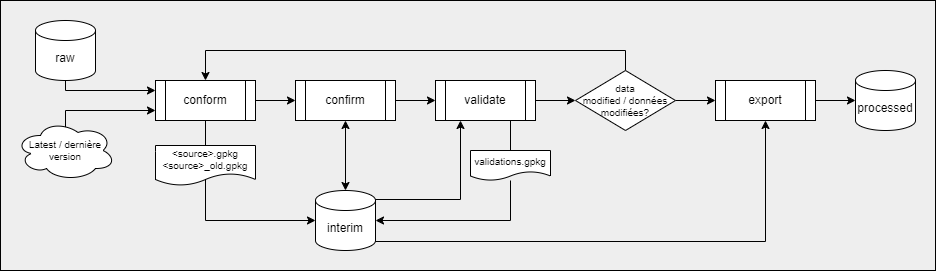 raw
conform
confirm
validate
data
modified / données
modifiées?
export
processed
Latest / dernière
version
<source>.gpkg
<source>_old.gpkg
validations.gpkg
interim